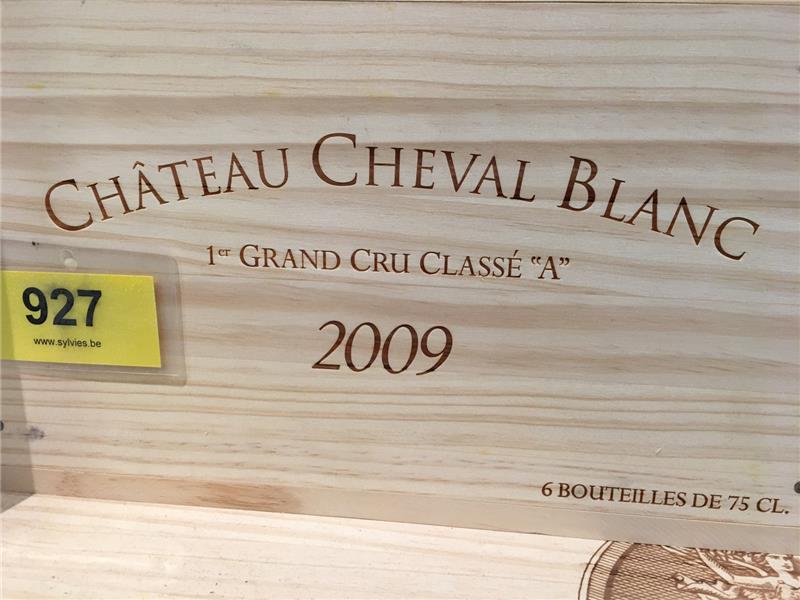 CHÂTEAU CHEVAL BLANC
1er GRAND CRU CLASSÉ "A"
927
www.sylvies.be
2009
6 BOUTEILLES DE 75 CL.